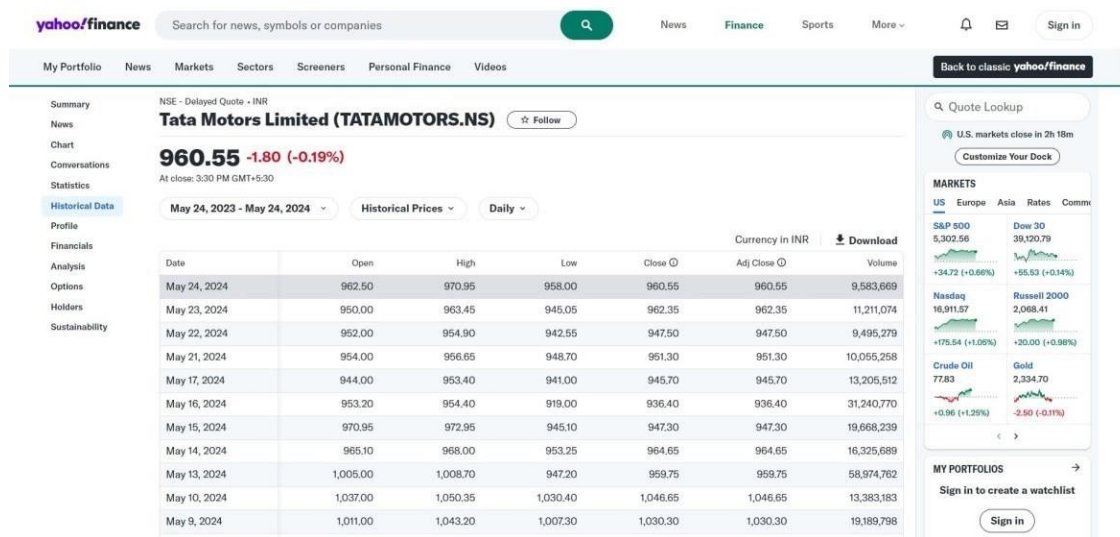 yahoo!finance Search for news, symbols or companies News Finance Sports More Sign in
My Portfolio News Markets Sectors Screeners Personal Finance Videos Back to classic yahoo!finance
Summary
News
Chart
Conversations
Statistics
Historical Data
Profile
Financials
Analysis
Options
Holders
Sustainability
NSE - Delayed Quote • INR
Tata Motors Limited (TATAMOTORS.NS) Follow
960.55 -1.80 (-0.19%)
At close: 3:30 PM GMT+5:30
May 24, 2023 - May 24, 2024 Historical Prices Daily
Currency in INR Download
Date Open High Low Close Adj Close Volume
May 24, 2024 962.50 970.95 958.00 960.55 960.55 9,583,669
May 23, 2024 950.00 963.45 945.05 962.35 962.35 11,211,074
May 22, 2024 952.00 954.90 942.55 947.50 947.50 9,495,279
May 21, 2024 954.00 956.65 948.70 951.30 951.30 10,055,258
May 17, 2024 944.00 953.40 941.00 945.70 945.70 13,205,512
May 16, 2024 953.20 954.40 919.00 936.40 936.40 31,240,770
May 15, 2024 970.95 972.95 945.10 947.30 947.30 19,668,239
May 14, 2024 965.10 968.00 953.25 964.65 964.65 16,325,689
May 13, 2024 1,005.00 1,008.70 947.20 959.75 959.75 58,974,762
May 10, 2024 1,037.00 1,050.35 1,030.40 1,046.65 1,046.65 13,383,183
May 9, 2024 1,011.00 1,043.20 1,007.30 1,030.30 1,030.30 19,189,798
Quote Lookup
U.S. markets close in 2h 18m
Customize Your Dock
MARKETS
US Europe Asia Rates Comm
S&P 500 Dow 30
5,302.56 39,120.79
+34.72 (+0.66%) +55.53 (+0.14%)
Nasdaq Russell 2000
16,911.57 2,068.41
+175.54 (+1.05%) +20.00 (+0.98%)
Crude Oil Gold
77.83 2,334.70
+0.96 (+1.25%) -2.50 (-0.11%)
MY PORTFOLIOS
Sign in to create a watchlist
Sign in